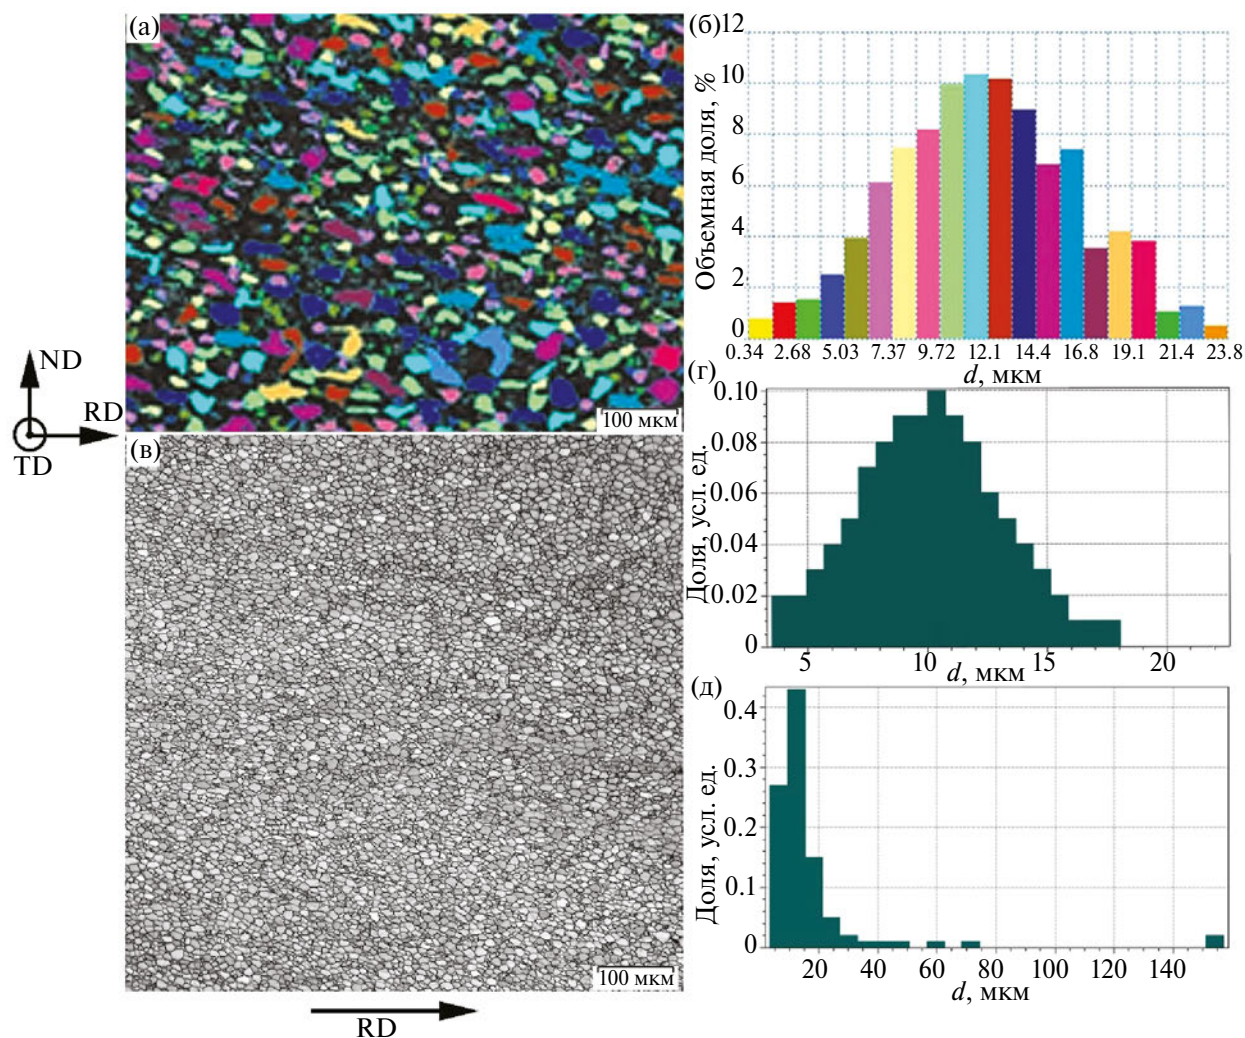 (а)
100 мкм
ND
RD
TD
(б)
Объемная доля, %
12
10
8
6
4
2
0
0.34 2.68 5.03 7.37 9.72 12.1 14.4 16.8 19.1 21.4 23.8
d, мкм
(в)
100 мкм
RD
(г)
Доля, усл. ед.
0.10
0.08
0.06
0.04
0.02
0
5 10 15 20
d, мкм
(д)
Доля, усл. ед.
0.4
0.3
0.2
0.1
0
20 40 60 80 100 120 140
d, мкм